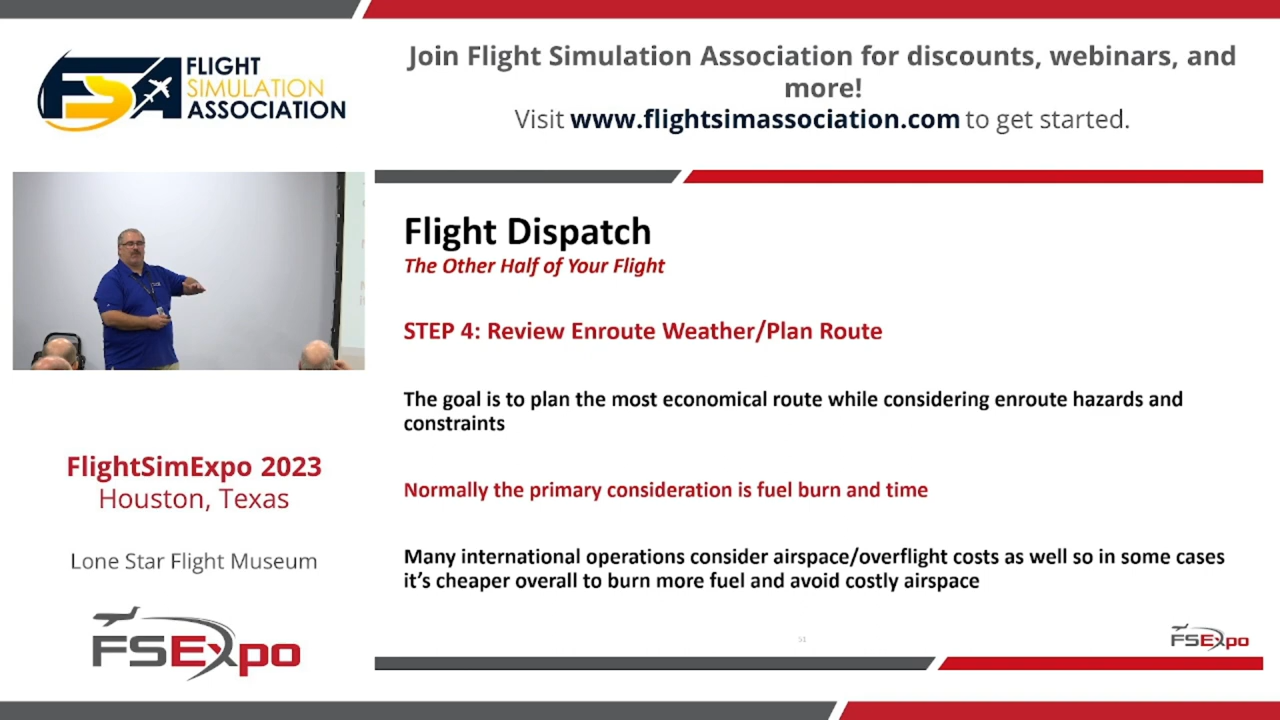 FSA FLIGHT
SIMULATION
ASSOCIATION
Join Flight Simulation Association for discounts, webinars, and
more!
Visit www.flightsimassociation.com to get started.
Flight Dispatch
The Other Half of Your Flight
STEP 4: Review Enroute Weather/Plan Route
The goal is to plan the most economical route while considering enroute hazards and
constraints
Normally the primary consideration is fuel burn and time
Many international operations consider airspace/overflight costs as well so in some cases
it's cheaper overall to burn more fuel and avoid costly airspace
51
FSExpo
FlightSimExpo 2023
Houston, Texas
Lone Star Flight Museum
FSExpo